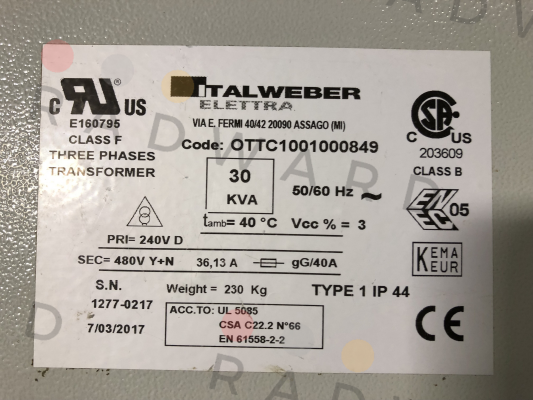 ITALWEBER
ELETTRA
VIA E. FERMI 40/42 20090 ASSAGO (MI)
C US
E160795
CLASS F
THREE PHASES
TRANSFORMER
Code: OTTC1001000849
30
KVA
50/60 Hz ~
tamb= 40 °C Vcc % = 3
CSA
C US
203609
CLASS B
05
PRI= 240V D
SEC= 480V Y+N 36,13 A gG/40A
KEMA
KEUR
S.N.
1277-0217
7/03/2017
Weight = 230 Kg
TYPE 1 IP 44
ACC.TO: UL 5085
CSA C22.2 N°66
EN 61558-2-2
CE
RADWARD